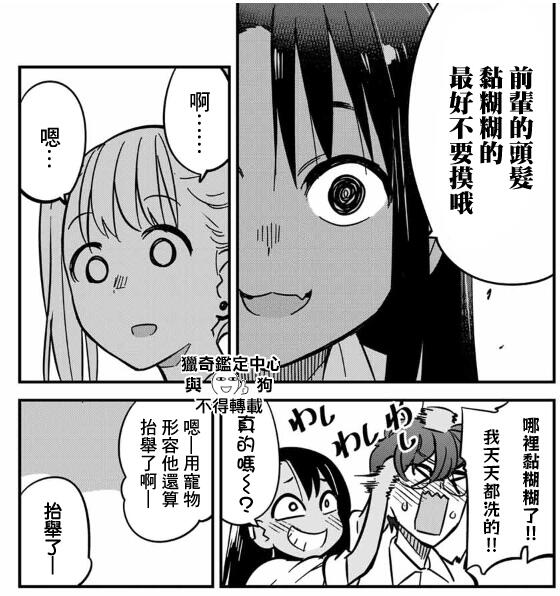 前輩的頭髮
黏糊糊的
最好不要摸哦
啊……
嗯…
獵奇鑑定中心
與 狗
不得轉載
哪裡黏糊糊了!!
我天天都洗的!!
わし
わし
わし
真的嗎～?
嗯—用寵物
形容他還算
抬舉了啊—
抬舉了—